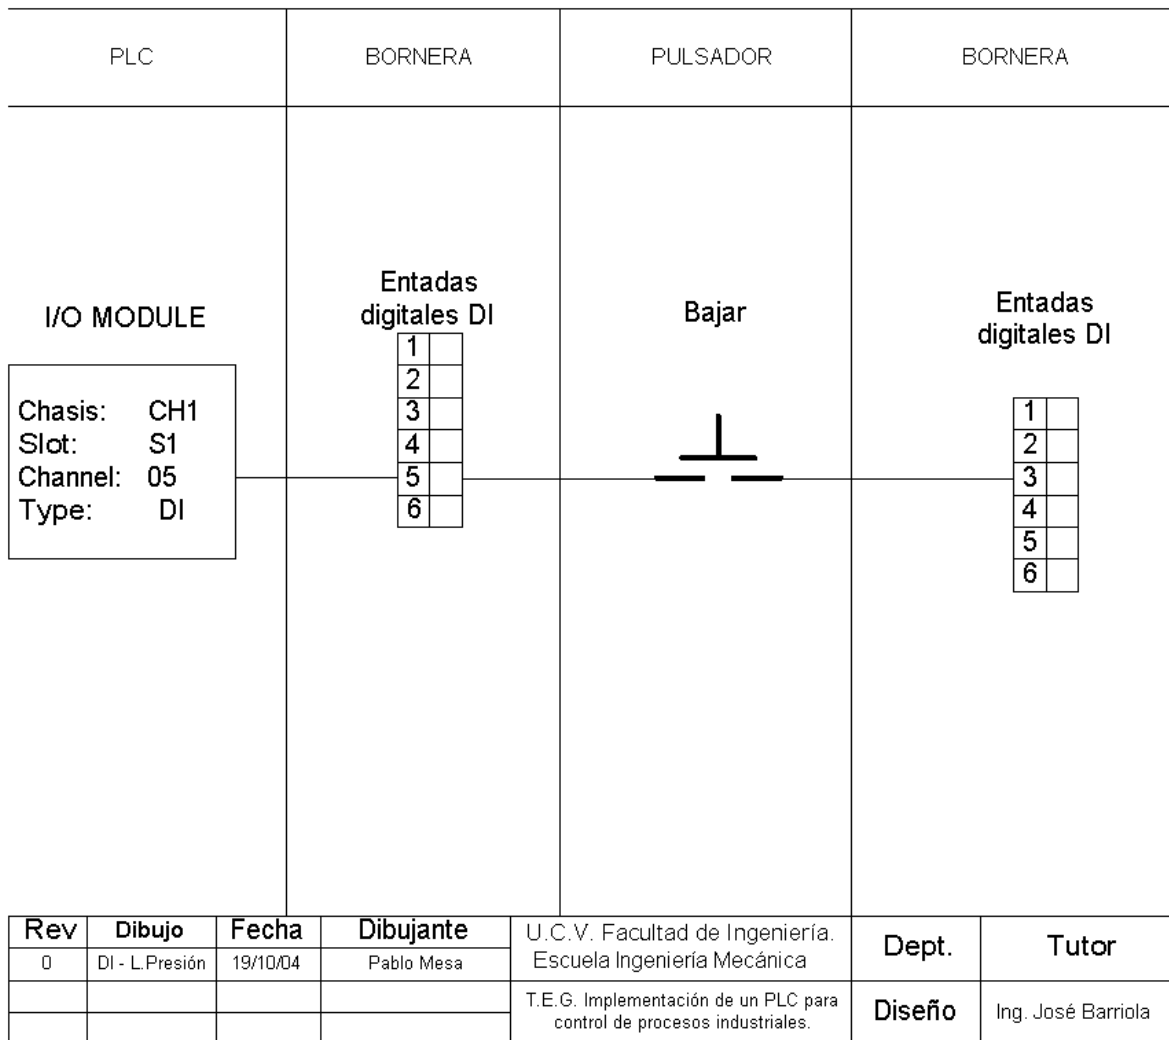 PLC
BORNERA
PULSADOR
BORNERA
I/O MODULE
Chasis: CH1
Slot: S1
Channel: 05
Type: DI
Entadas
digitales DI
1
2
3
4
5
6
Bajar
Entadas
digitales DI
1
2
3
4
5
6
Rev Dibujo Fecha Dibujante
0 DI - L.Presión 19/10/04 Pablo Mesa
U.C.V. Facultad de Ingeniería.
Escuela Ingeniería Mecánica
T.E.G. Implementación de un PLC para
control de procesos industriales.
Dept. Tutor
Diseño Ing. José Barriola